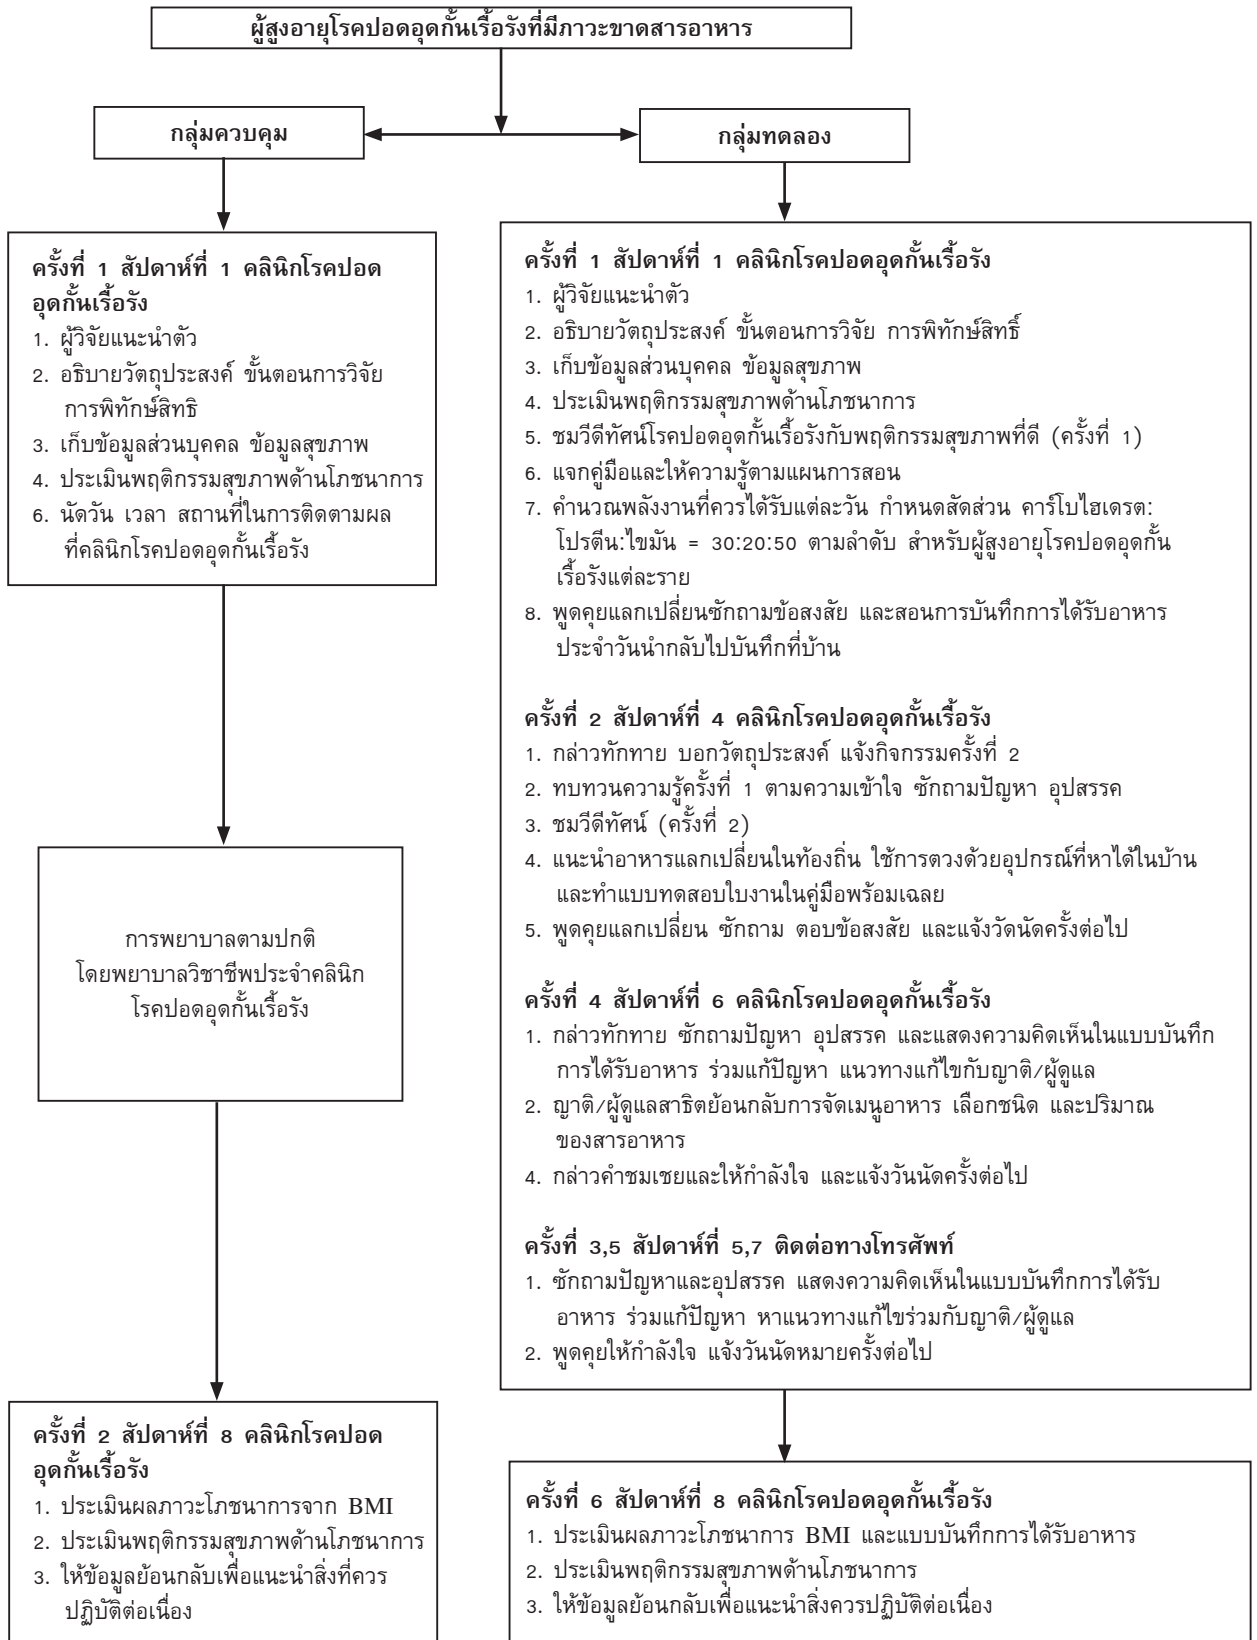 ผู้สูงอายุโรคปอดอุดกั้นเรื้อรังที่มีภาวะขาดสารอาหาร
กลุ่มควบคุม
กลุ่มทดลอง
ครั้งที่ 1 สัปดาห์ที่ 1 คลินิกโรคปอด
อุดกั้นเรื้อรัง
1. ผู้วิจัยแนะนำตัว
2. อธิบายวัตถุประสงค์ ขั้นตอนการวิจัย
การพิทักษ์สิทธิ
3. เก็บข้อมูลส่วนบุคคล ข้อมูลสุขภาพ
4. ประเมินพฤติกรรมสุขภาพด้านโภชนาการ
6. นัดวัน เวลา สถานที่ในการติดตามผล
ที่คลินิกโรคปอดอุดกั้นเรื้อรัง
การพยาบาลตามปกติ
โดยพยาบาลวิชาชีพประจำคลินิก
โรคปอดอุดกั้นเรื้อรัง
ครั้งที่ 2 สัปดาห์ที่ 8 คลินิกโรคปอด
อุดกั้นเรื้อรัง
1. ประเมินผลภาวะโภชนาการจาก BMI
2. ประเมินพฤติกรรมสุขภาพด้านโภชนาการ
3. ให้ข้อมูลย้อนกลับเพื่อแนะนำสิ่งที่ควร
ปฏิบัติต่อเนื่อง
ครั้งที่ 1 สัปดาห์ที่ 1 คลินิกโรคปอดอุดกั้นเรื้อรัง
1. ผู้วิจัยแนะนำตัว
2. อธิบายวัตถุประสงค์ ขั้นตอนการวิจัย การพิทักษ์สิทธิ์
3. เก็บข้อมูลส่วนบุคคล ข้อมูลสุขภาพ
4. ประเมินพฤติกรรมสุขภาพด้านโภชนาการ
5. ชมวีดีทัศน์โรคปอดอุดกั้นเรื้อรังกับพฤติกรรมสุขภาพที่ดี (ครั้งที่ 1)
6. แจกคู่มือและให้ความรู้ตามแผนการสอน
7. คำนวณพลังงานที่ควรได้รับแต่ละวัน กำหนดสัดส่วน คาร์โบไฮเดรต:
โปรตีน:ไขมัน = 30:20:50 ตามลำดับ สำหรับผู้สูงอายุโรคปอดอุดกั้น
เรื้อรังแต่ละราย
8. พูดคุยแลกเปลี่ยนซักถามข้อสงสัย และสอนการบันทึกการได้รับอาหาร
ประจำวันนำกลับไปบันทึกที่บ้าน
ครั้งที่ 2 สัปดาห์ที่ 4 คลินิกโรคปอดอุดกั้นเรื้อรัง
1. กล่าวทักทาย บอกวัตถุประสงค์ แจ้งกิจกรรมครั้งที่ 2
2. ทบทวนความรู้ครั้งที่ 1 ตามความเข้าใจ ซักถามปัญหา อุปสรรค
3. ชมวีดีทัศน์ (ครั้งที่ 2)
4. แนะนำอาหารแลกเปลี่ยนในท้องถิ่น ใช้การตวงด้วยอุปกรณ์ที่หาได้ในบ้าน
และทำแบบทดสอบใบงานในคู่มือพร้อมเฉลย
5. พูดคุยแลกเปลี่ยน ซักถาม ตอบข้อสงสัย และแจ้งวัดนัดครั้งต่อไป
ครั้งที่ 4 สัปดาห์ที่ 6 คลินิกโรคปอดอุดกั้นเรื้อรัง
1. กล่าวทักทาย ซักถามปัญหา อุปสรรค และแสดงความคิดเห็นในแบบบันทึก
การได้รับอาหาร ร่วมแก้ปัญหา แนวทางแก้ไขกับญาติ/ผู้ดูแล
2. ญาติ/ผู้ดูแลสาธิตย้อนกลับการจัดเมนูอาหาร เลือกชนิด และปริมาณ
ของสารอาหาร
4. กล่าวคำชมเชยและให้กำลังใจ และแจ้งวันนัดครั้งต่อไป
ครั้งที่ 3,5 สัปดาห์ที่ 5,7 ติดต่อทางโทรศัพท์
1. ซักถามปัญหาและอุปสรรค แสดงความคิดเห็นในแบบบันทึกการได้รับ
อาหาร ร่วมแก้ปัญหา หาแนวทางแก้ไขร่วมกับญาติ/ผู้ดูแล
2. พูดคุยให้กำลังใจ แจ้งวันนัดหมายครั้งต่อไป
ครั้งที่ 6 สัปดาห์ที่ 8 คลินิกโรคปอดอุดกั้นเรื้อรัง
1. ประเมินผลภาวะโภชนาการ BMI และแบบบันทึกการได้รับอาหาร
2. ประเมินพฤติกรรมสุขภาพด้านโภชนาการ
3. ให้ข้อมูลย้อนกลับเพื่อแนะนำสิ่งควรปฏิบัติต่อเนื่อง